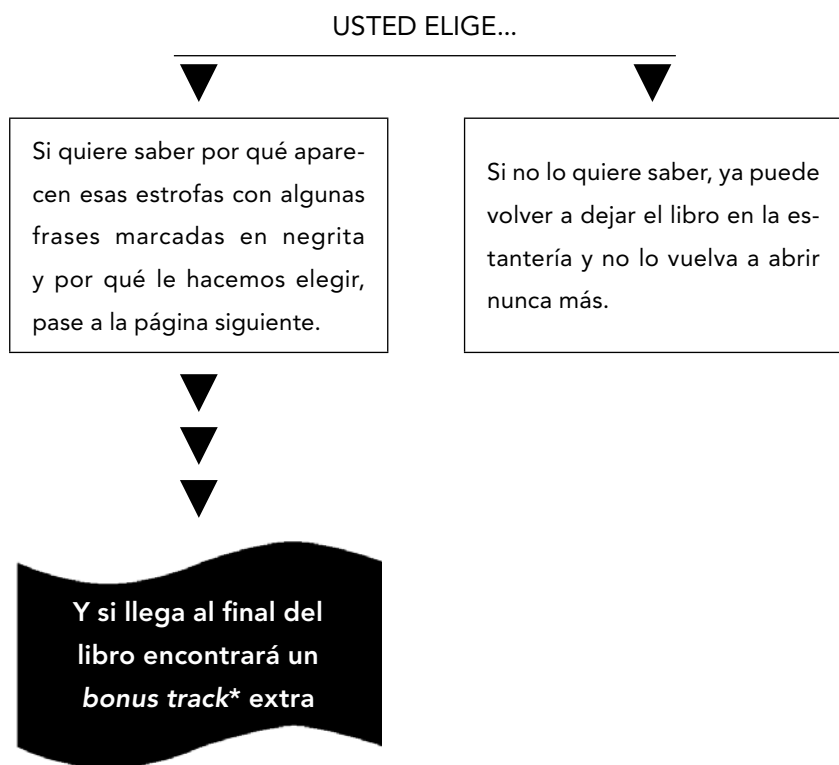 USTED ELIGE...
Si quiere saber por qué apare-
cen esas estrofas con algunas
frases marcadas en negrita
y por qué le hacemos elegir,
pase a la página siguiente.
Si no lo quiere saber, ya puede
volver a dejar el libro en la es-
tantería y no lo vuelva a abrir
nunca más.
Y si llega al final del
libro encontrará un
bonus track* extra